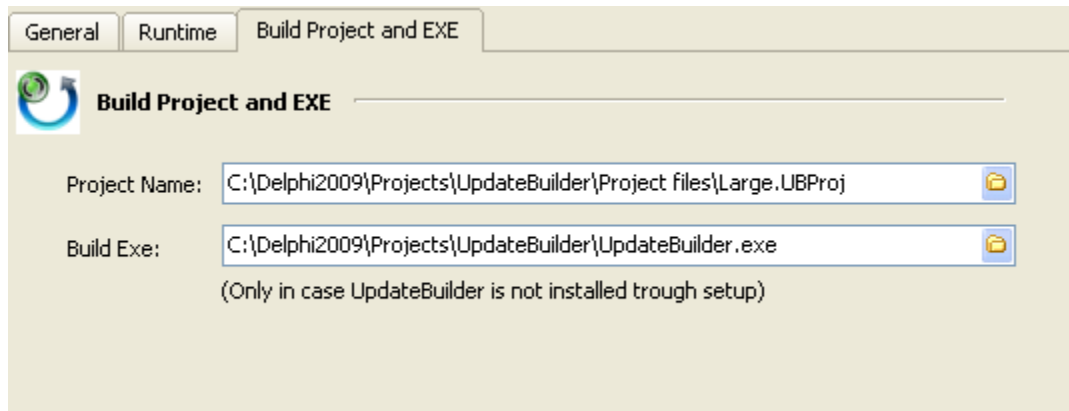 General Runtime Build Project and EXE
Build Project and EXE
Project Name: C:\Delphi2009\Projects\UpdateBuilder\Project files\Large.UBProj
Build Exe: C:\Delphi2009\Projects\UpdateBuilder\UpdateBuilder.exe
(Only in case UpdateBuilder is not installed trough setup)